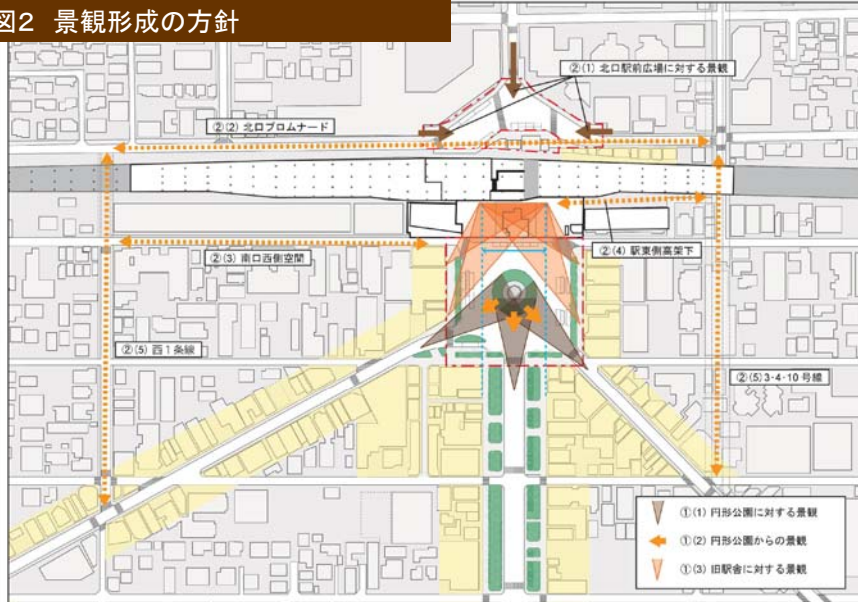 図2 景観形成の方針
②(1) 北口駅前広場に対する景観
②(2) 北口プロムナード
②(3) 南口西側空間
②(4) 駅東側高架下
②(5) 西1条線
②(5) 3-4-10号線
①(1) 円形公園に対する景観
①(2) 円形公園からの景観
①(3) 旧駅舎に対する景観